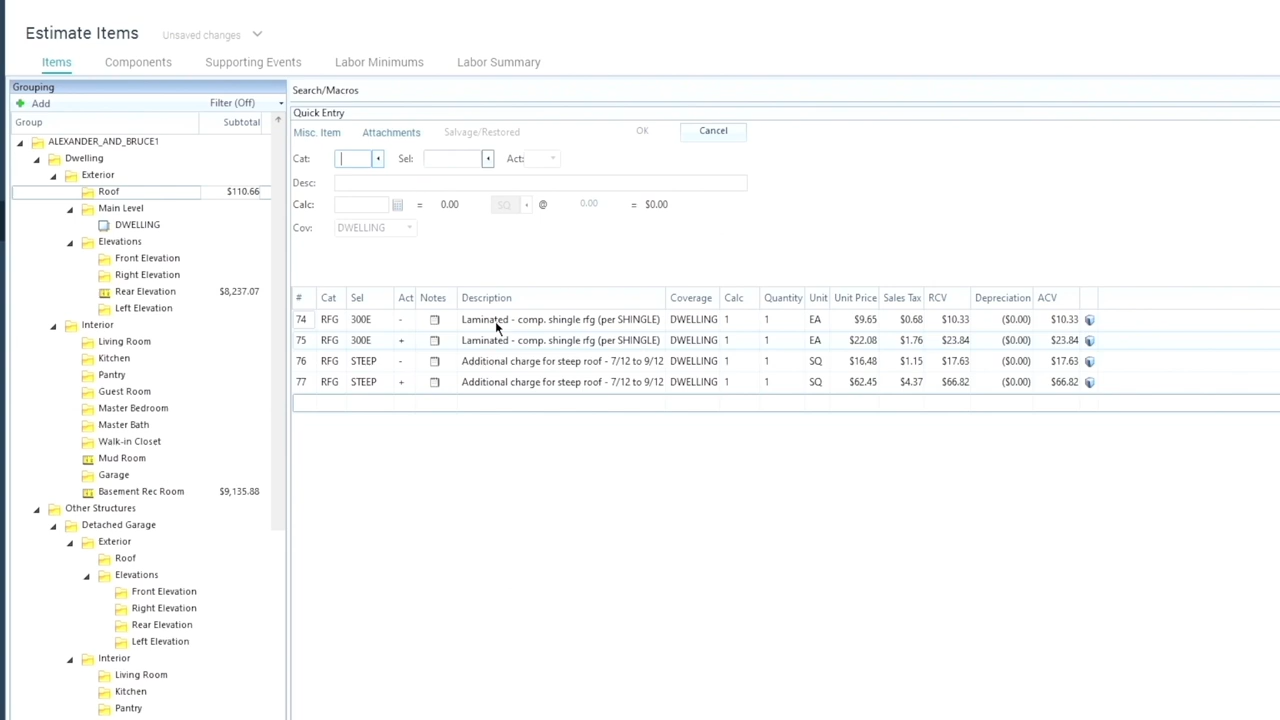 Estimate Items Unsaved changes
Items Components Supporting Events Labor Minimums Labor Summary
Grouping
Add Filter (Off)
Group Subtotal
ALEXANDER_AND_BRUCE1
Dwelling
Exterior
Roof $110.66
Main Level
DWELLING
Elevations
Front Elevation
Right Elevation
Rear Elevation $8,237.07
Left Elevation
Interior
Living Room
Kitchen
Pantry
Guest Room
Master Bedroom
Master Bath
Walk-in Closet
Mud Room
Garage
Basement Rec Room $9,135.88
Other Structures
Detached Garage
Exterior
Roof
Elevations
Front Elevation
Right Elevation
Rear Elevation
Left Elevation
Interior
Living Room
Kitchen
Pantry
Search/Macros
Quick Entry
Misc. Item Attachments Salvage/Restored OK Cancel
Cat: Sel: Act:
Desc:
Calc: = 0.00 SQ @ 0.00 = $0.00
Cov: DWELLING
# Cat Sel Act Notes Description Coverage Calc Quantity Unit Unit Price Sales Tax RCV Depreciation ACV
74 RFG 300E - Laminated - comp. shingle rfg (per SHINGLE) DWELLING 1 1 EA $9.65 $0.68 $10.33 ($0.00) $10.33
75 RFG 300E + Laminated - comp. shingle rfg (per SHINGLE) DWELLING 1 1 EA $22.08 $1.76 $23.84 ($0.00) $23.84
76 RFG STEEP - Additional charge for steep roof - 7/12 to 9/12 DWELLING 1 1 SQ $16.48 $1.15 $17.63 ($0.00) $17.63
77 RFG STEEP + Additional charge for steep roof - 7/12 to 9/12 DWELLING 1 1 SQ $62.45 $4.37 $66.82 ($0.00) $66.82